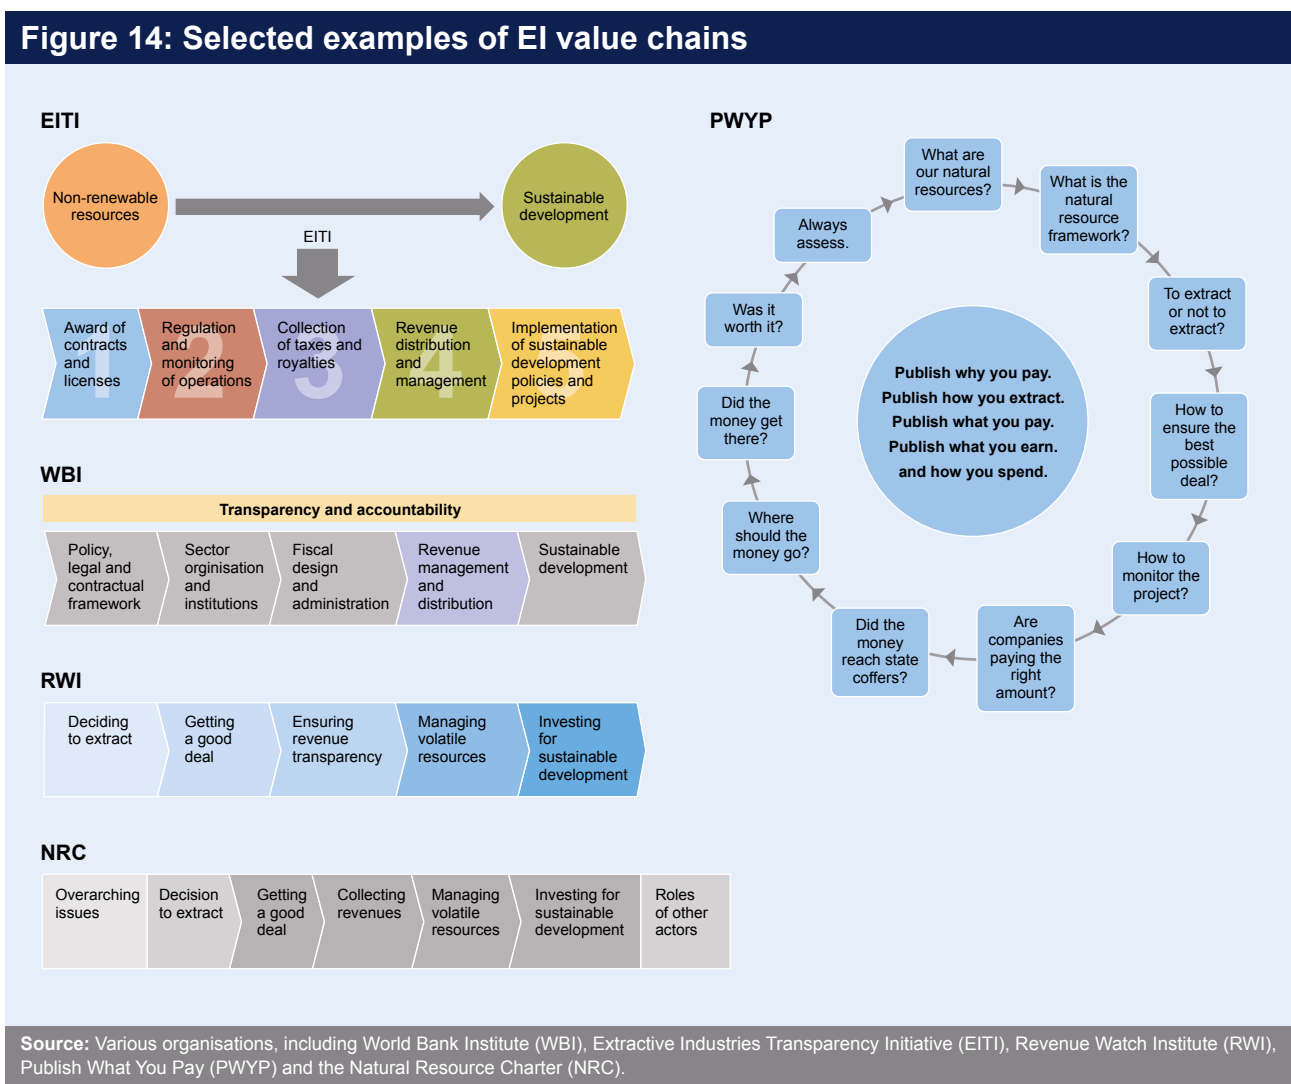 Figure 14: Selected examples of EI value chains
EITI
Non-renewable
resources
Sustainable
development
EITI
1
Award of
contracts
and
licenses
2
Regulation
and
monitoring
of operations
3
Collection
of taxes and
royalties
4
Revenue
distribution
and
management
5
Implementation
of sustainable
development
policies and
projects
WBI
Transparency and accountability
Policy,
legal and
contractual
framework
Sector
orginisation
and
institutions
Fiscal
design
and
administration
Revenue
management
and
distribution
Sustainable
development
RWI
Deciding
to extract
Getting
a good
deal
Ensuring
revenue
transparency
Managing
volatile
resources
Investing
for
sustainable
development
NRC
Overarching
issues
Decision
to extract
Getting
a good
deal
Collecting
revenues
Managing
volatile
resources
Investing for
sustainable
development
Roles
of other
actors
PWYP
What are
our natural
resources?
What is the
natural
resource
framework?
To extract
or not to
extract?
How to
ensure the
best
possible
deal?
How to
monitor the
project?
Are
companies
paying the
right
amount?
Did the
money
reach state
coffers?
Where
should the
money go?
Did the
money get
there?
Was it
worth it?
Always
assess.
Publish why you pay.
Publish how you extract.
Publish what you pay.
Publish what you earn.
and how you spend.
Source: Various organisations, including World Bank Institute (WBI), Extractive Industries Transparency Initiative (EITI), Revenue Watch Institute (RWI),
Publish What You Pay (PWYP) and the Natural Resource Charter (NRC).